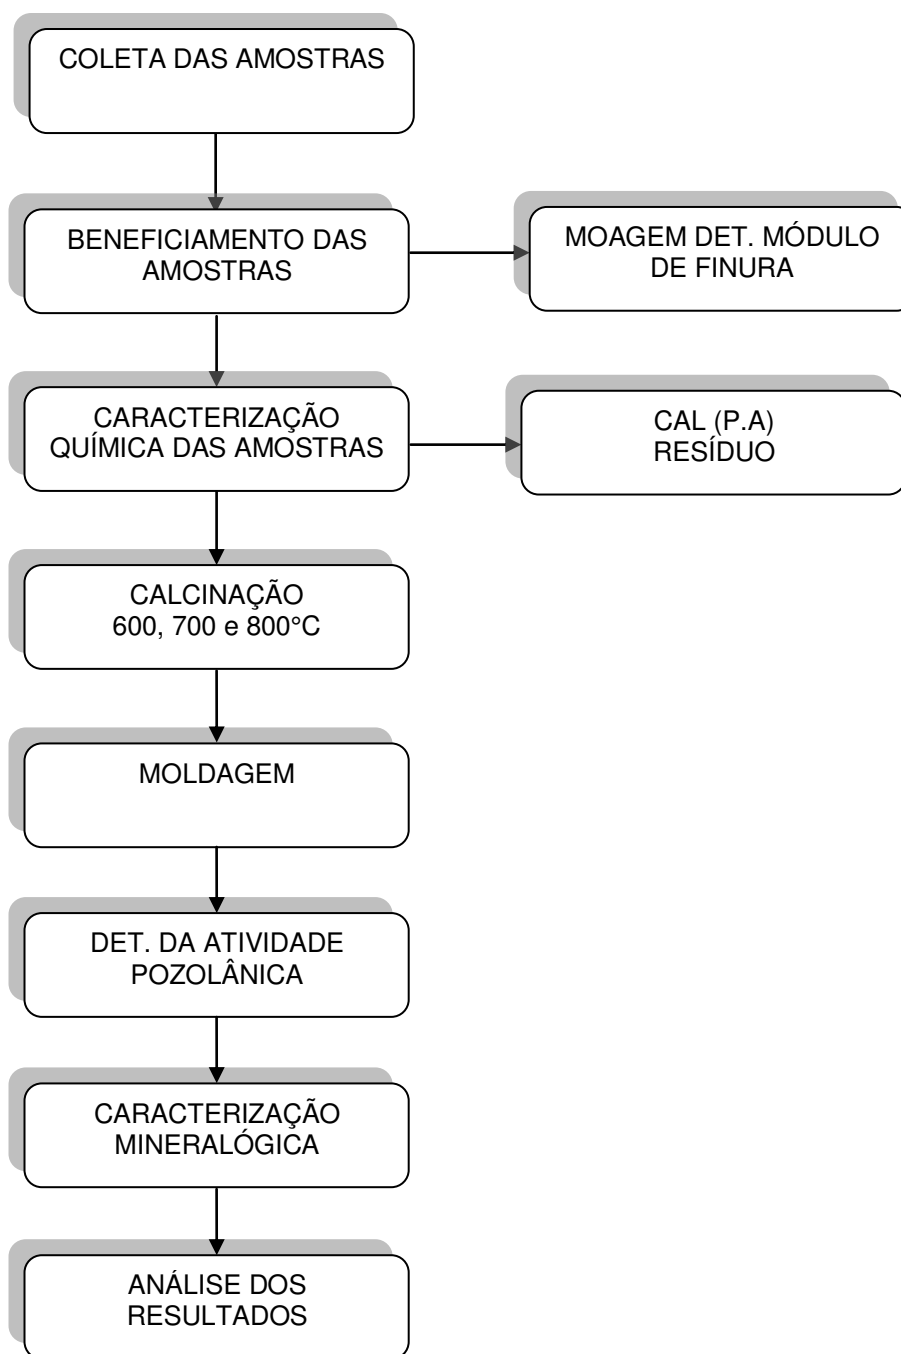 COLETA DAS AMOSTRAS
BENEFICIAMENTO DAS
AMOSTRAS
MOAGEM DET. MÓDULO
DE FINURA
CARACTERIZAÇÃO
QUÍMICA DAS AMOSTRAS
CAL (P.A)
RESÍDUO
CALCINAÇÃO
600, 700 e 800°C
MOLDAGEM
DET. DA ATIVIDADE
POZOLÂNICA
CARACTERIZAÇÃO
MINERALÓGICA
ANÁLISE DOS
RESULTADOS